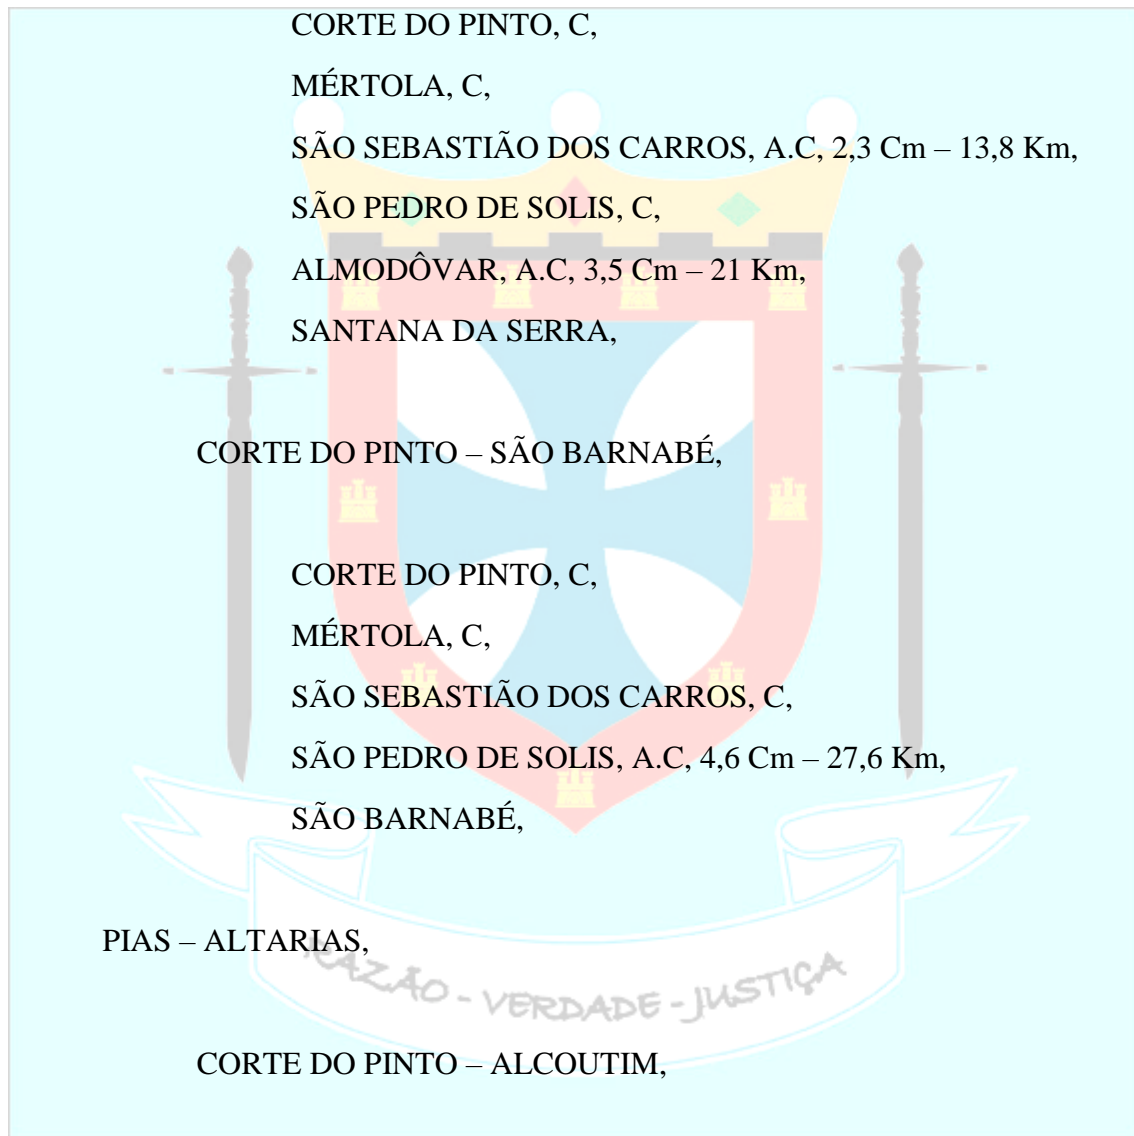 CORTE DO PINTO, C,
MÉRTOLA, C,
SÃO SEBASTIÃO DOS CARROS, A.C, 2,3 Cm – 13,8 Km,
SÃO PEDRO DE SOLIS, C,
ALMODÔVAR, A.C, 3,5 Cm – 21 Km,
SANTANA DA SERRA,
CORTE DO PINTO – SÃO BARNABÉ,
CORTE DO PINTO, C,
MÉRTOLA, C,
SÃO SEBASTIÃO DOS CARROS, C,
SÃO PEDRO DE SOLIS, A.C, 4,6 Cm – 27,6 Km,
SÃO BARNABÉ,
PIAS – ALTARIAS,
RAZÃO - VERDADE - JUSTIÇA
CORTE DO PINTO – ALCOUTIM,